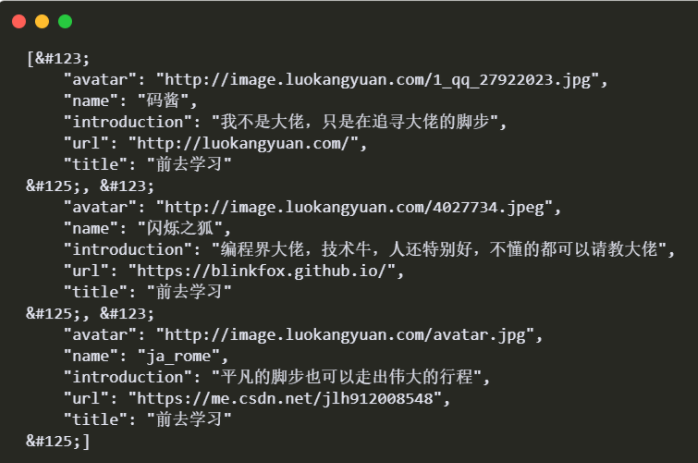 [&#123;
    "avatar": "http://image.luokangyuan.com/1_qq_27922023.jpg",
    "name": "码酱",
    "introduction": "我不是大佬，只是在追寻大佬的脚步",
    "url": "http://luokangyuan.com/",
    "title": "前去学习"
&#125;, &#123;
    "avatar": "http://image.luokangyuan.com/4027734.jpeg",
    "name": "闪烁之狐",
    "introduction": "编程界大佬，技术牛，人还特别好，不懂的都可以请教大佬",
    "url": "https://blinkfox.github.io/",
    "title": "前去学习"
&#125;, &#123;
    "avatar": "http://image.luokangyuan.com/avatar.jpg",
    "name": "ja_rome",
    "introduction": "平凡的脚步也可以走出伟大的行程",
    "url": "https://me.csdn.net/jlh912008548",
    "title": "前去学习"
&#125;]